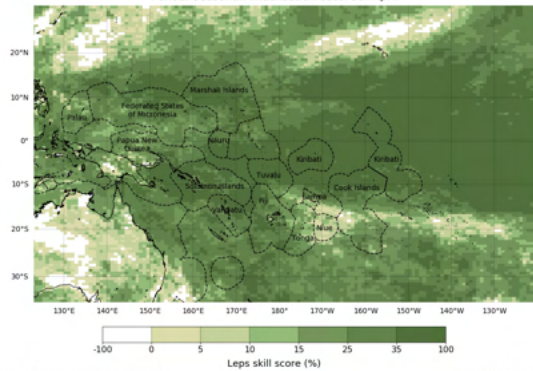 20°N
10°N
0°
10°S
20°S
30°S
Marshall Islands
Federated States
of Micronesia
Palau
Papua New
Guinea
Nauru
Kiribati
Kiribati
Tuvalu
Solomon Islands
Cook Islands
Fiji
Samoa
Vanuatu
Niue
Tonga
130°E
140°E
150°E
160°E
170°E
180°
170°W
160°W
150°W
140°W
130°W
-100
0
5
10
15
25
35
100
Leps skill score (%)